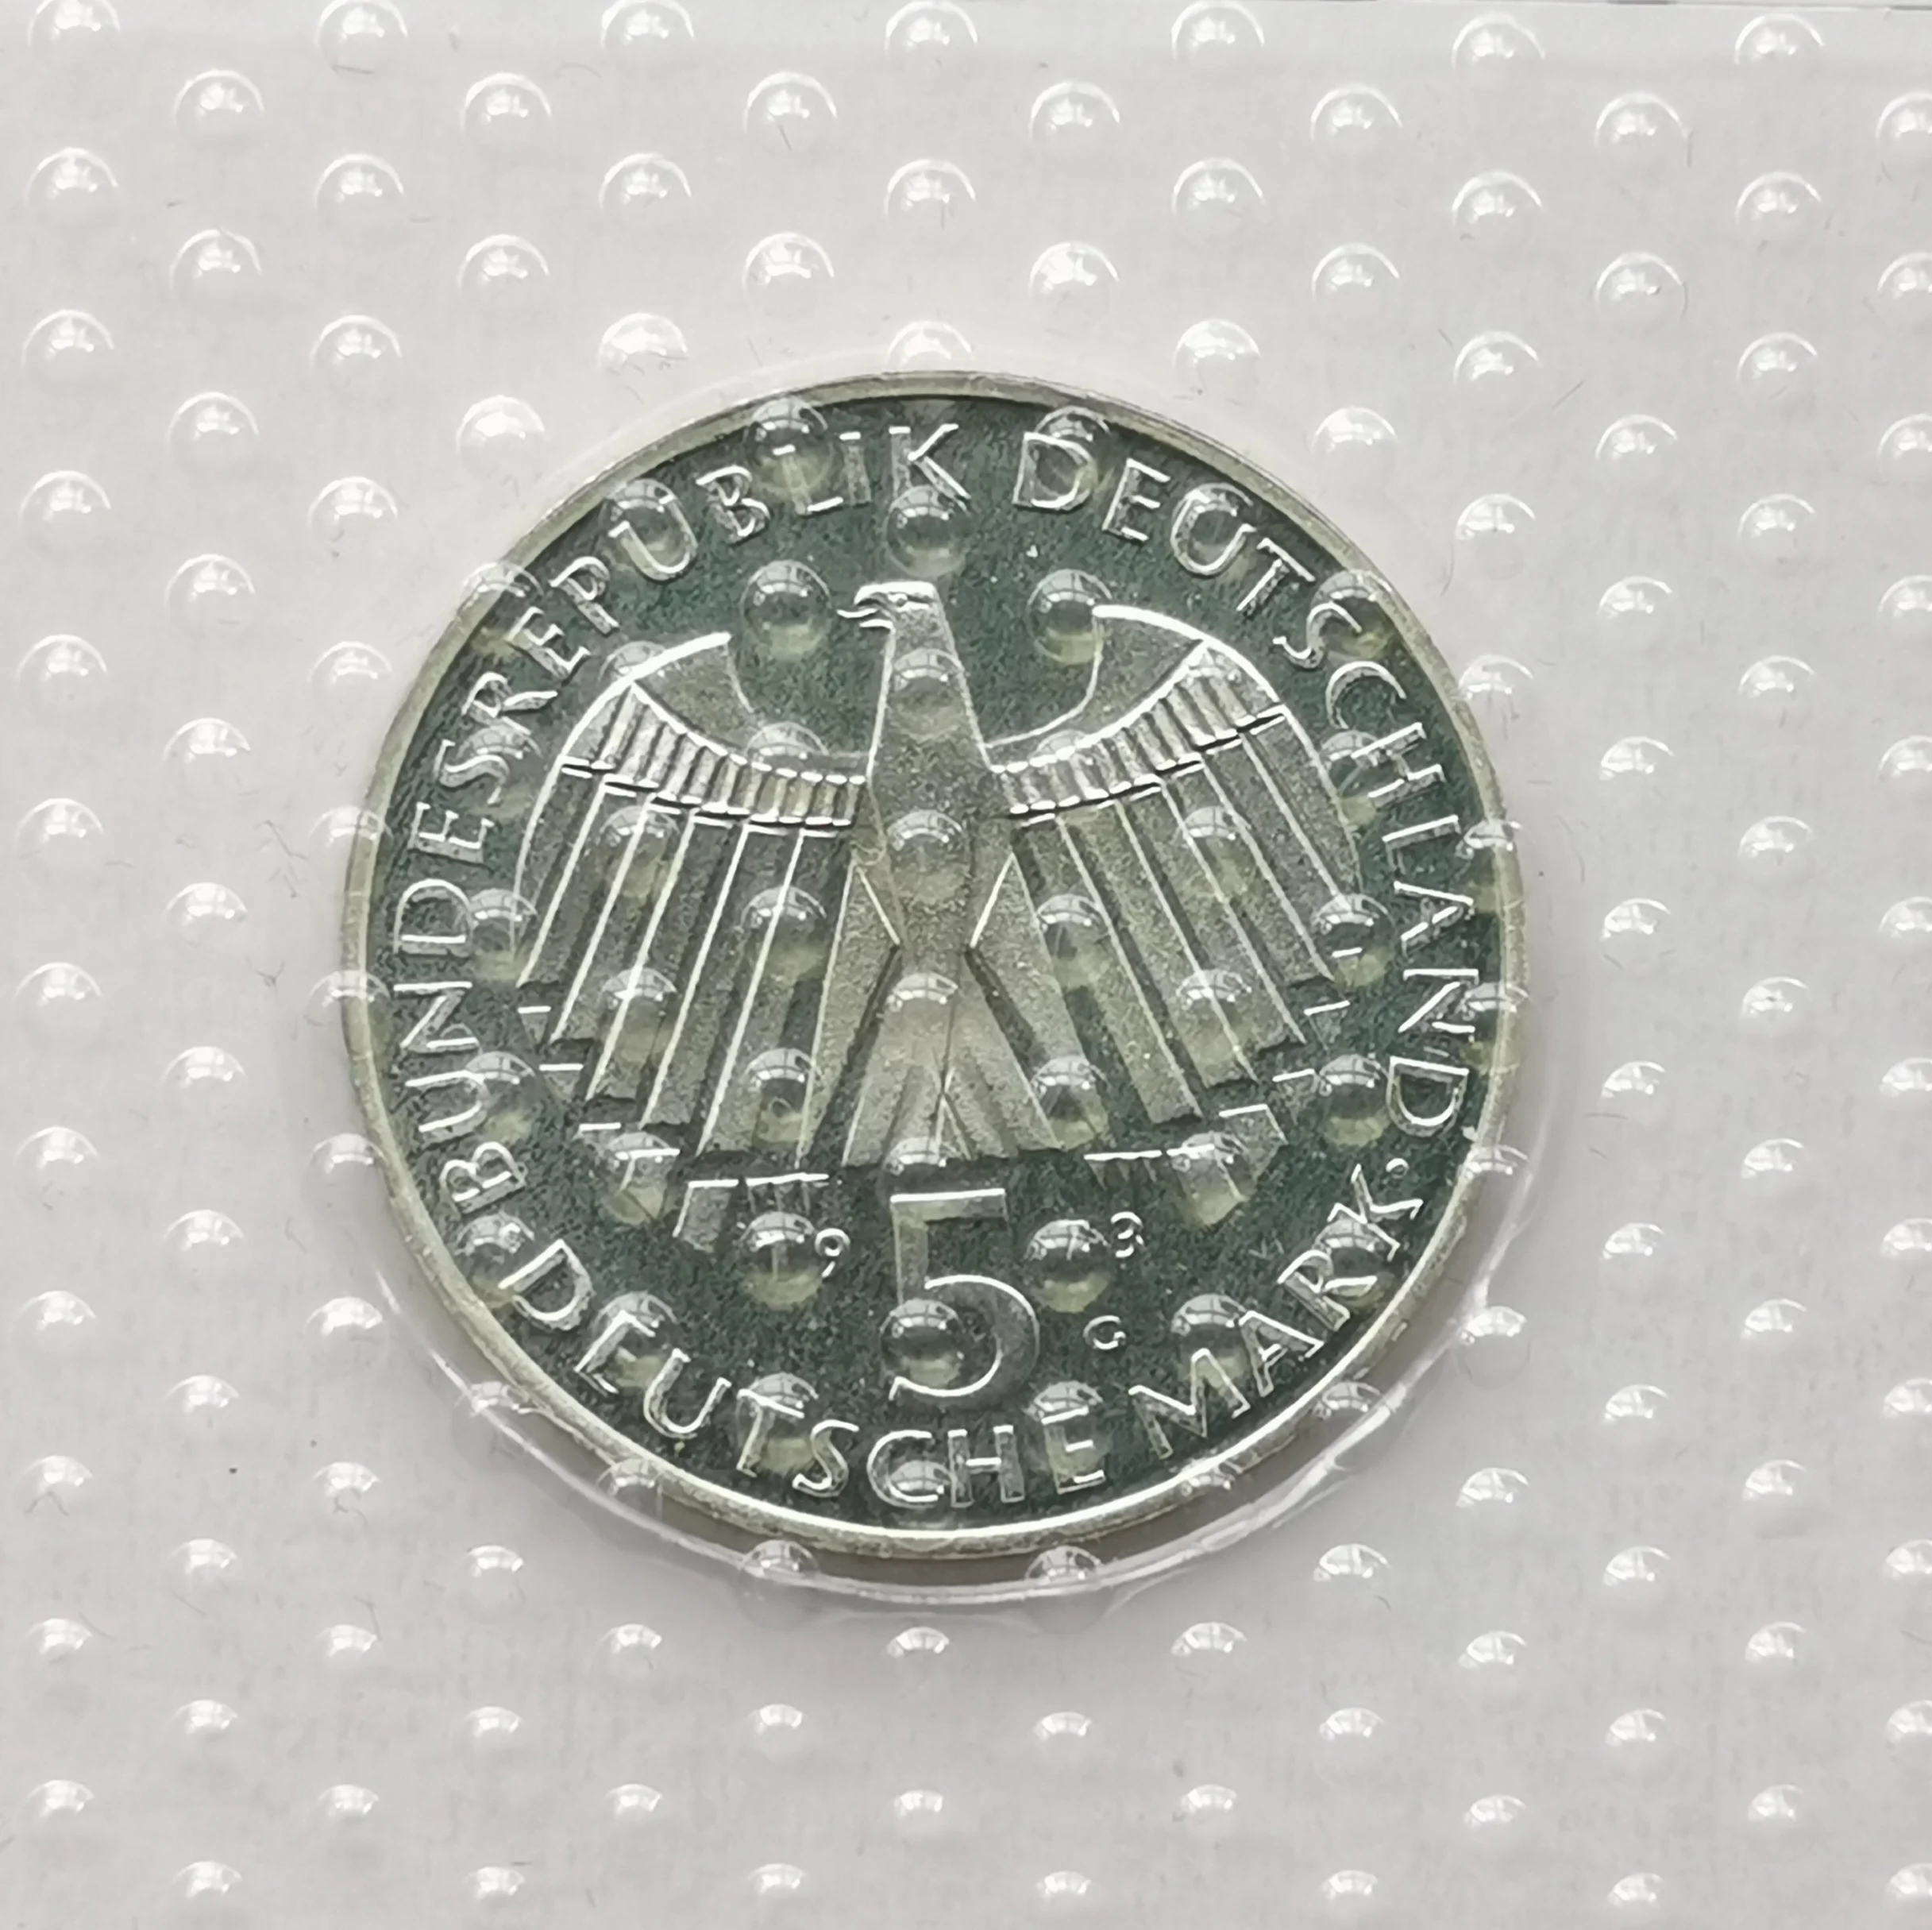 BUNDESREPUBLIK DEUTSCHLAND
19 73
5
G
DEUTSCHE MARK